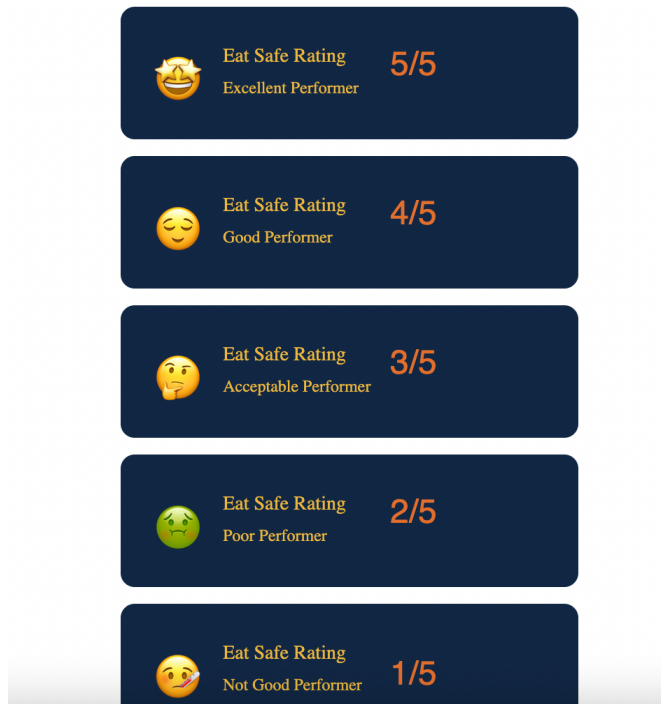 Eat Safe Rating 5/5
Excellent Performer
Eat Safe Rating 4/5
Good Performer
Eat Safe Rating 3/5
Acceptable Performer
Eat Safe Rating 2/5
Poor Performer
Eat Safe Rating 1/5
Not Good Performer